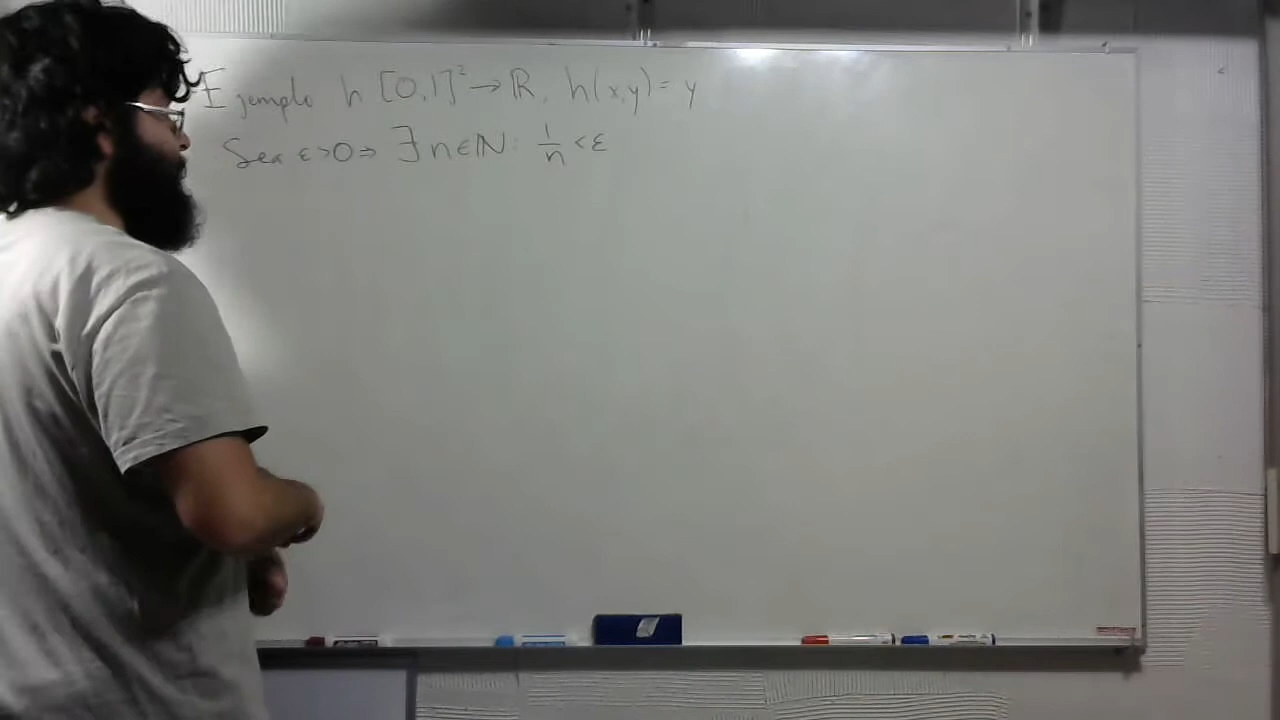 Ejemplo h [0,1]² → ℝ, h(x,y) = y
Sea ε>0 ⇒ ∃ n∈ℕ: 1/n < ε